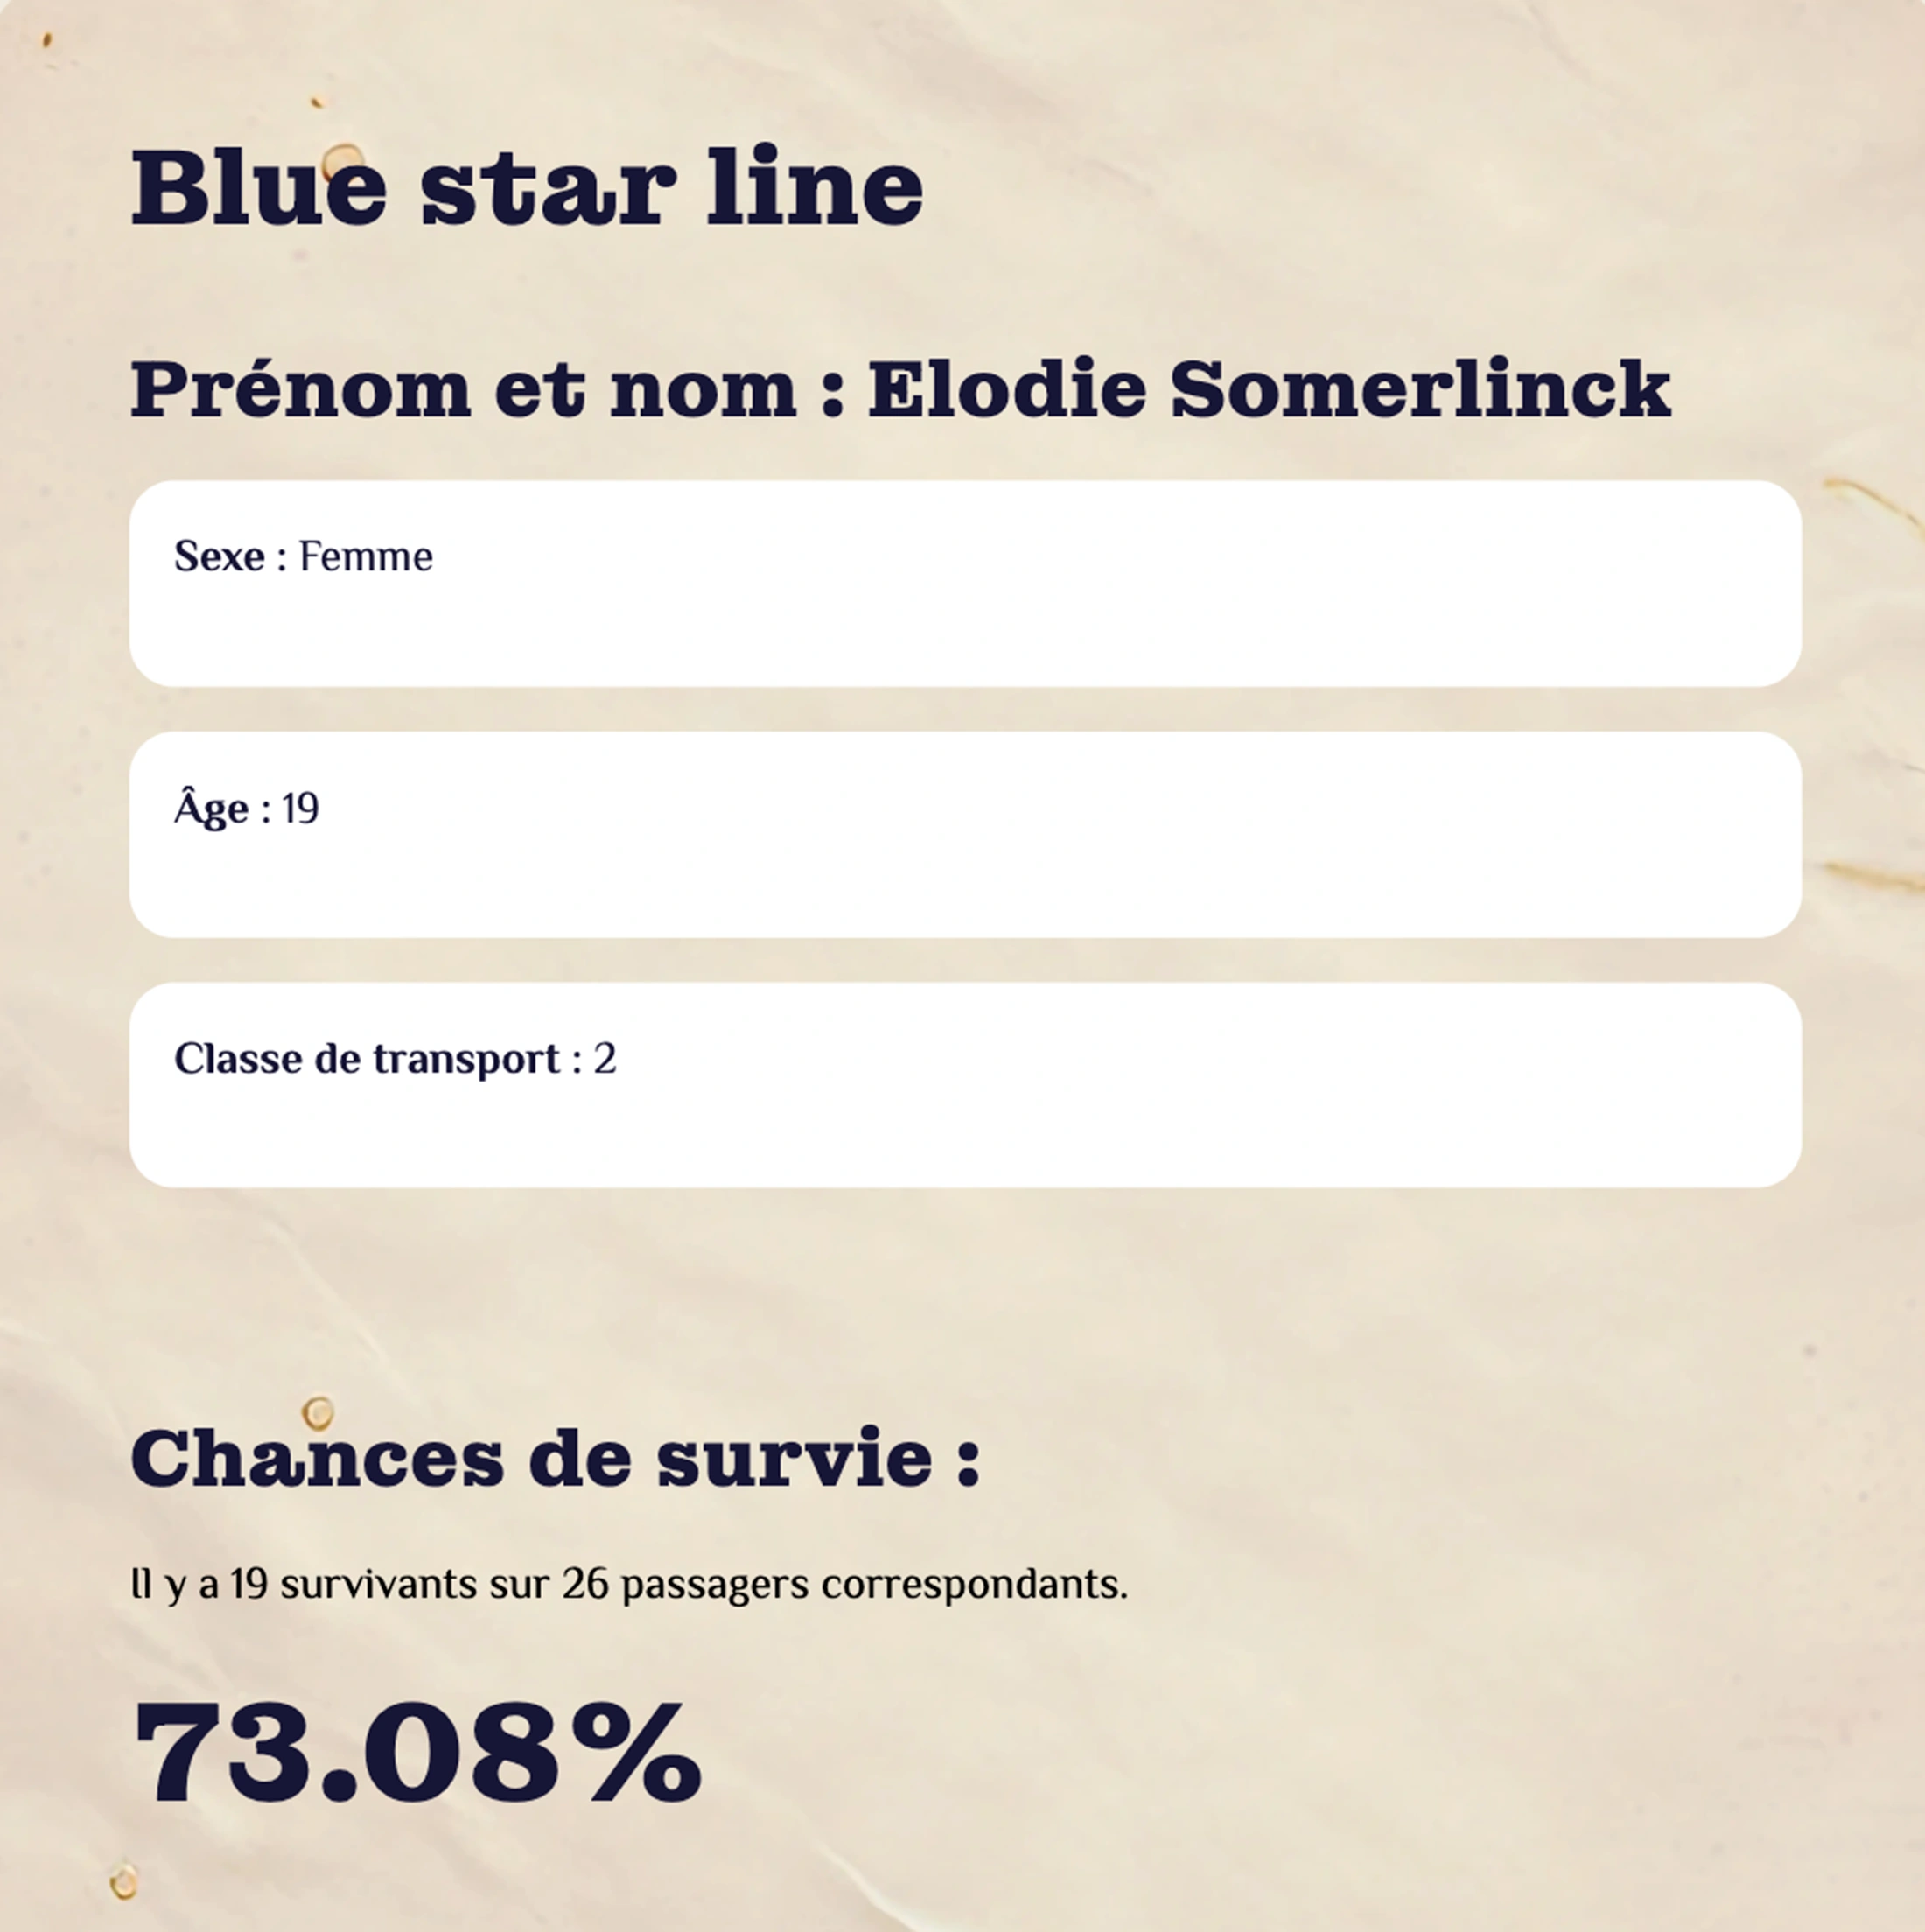 Blue star line
Prénom et nom : Elodie Somerlinck
Sexe : Femme
Âge : 19
Classe de transport : 2
Chances de survie :
Il y a 19 survivants sur 26 passagers correspondants.
73.08%